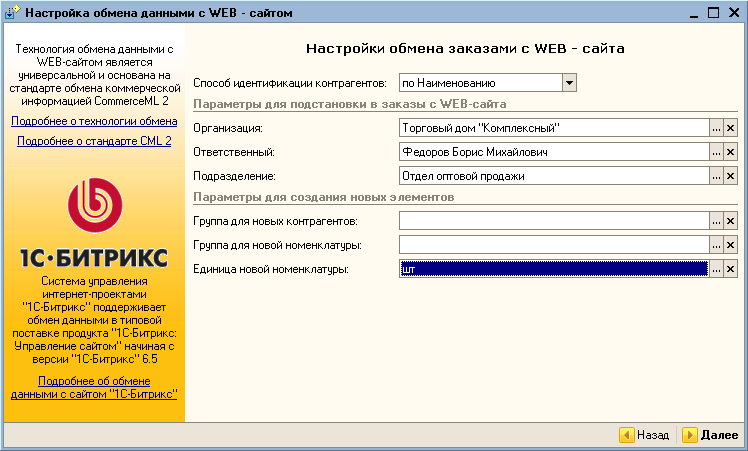 Настройка обмена данными с WEB - сайтом
Технология обмена данными с
WEB-сайтом является
универсальной и основана на
стандарте обмена коммерческой
информацией CommerceML 2
Подробнее о технологии обмена
Подробнее о стандарте CML 2
1С·БИТРИКС
Система управления
интернет-проектами
"1С-Битрикс" поддерживает
обмен данными в типовой
поставке продукта "1С-Битрикс:
Управление сайтом" начиная с
версии "1С-Битрикс" 6.5
Подробнее об обмене
данными с сайтом "1С-Битрикс"
Настройки обмена заказами с WEB - сайта
Способ идентификации контрагентов: по Наименованию
Параметры для подстановки в заказы с WEB-сайта
Организация: Торговый дом "Комплексный" ...
Ответственный: Федоров Борис Михайлович ...
Подразделение: Отдел оптовой продажи ...
Параметры для создания новых элементов
Группа для новых контрагентов: ...
Группа для новой номенклатуры: ...
Единица новой номенклатуры: шт ...
Назад Далее